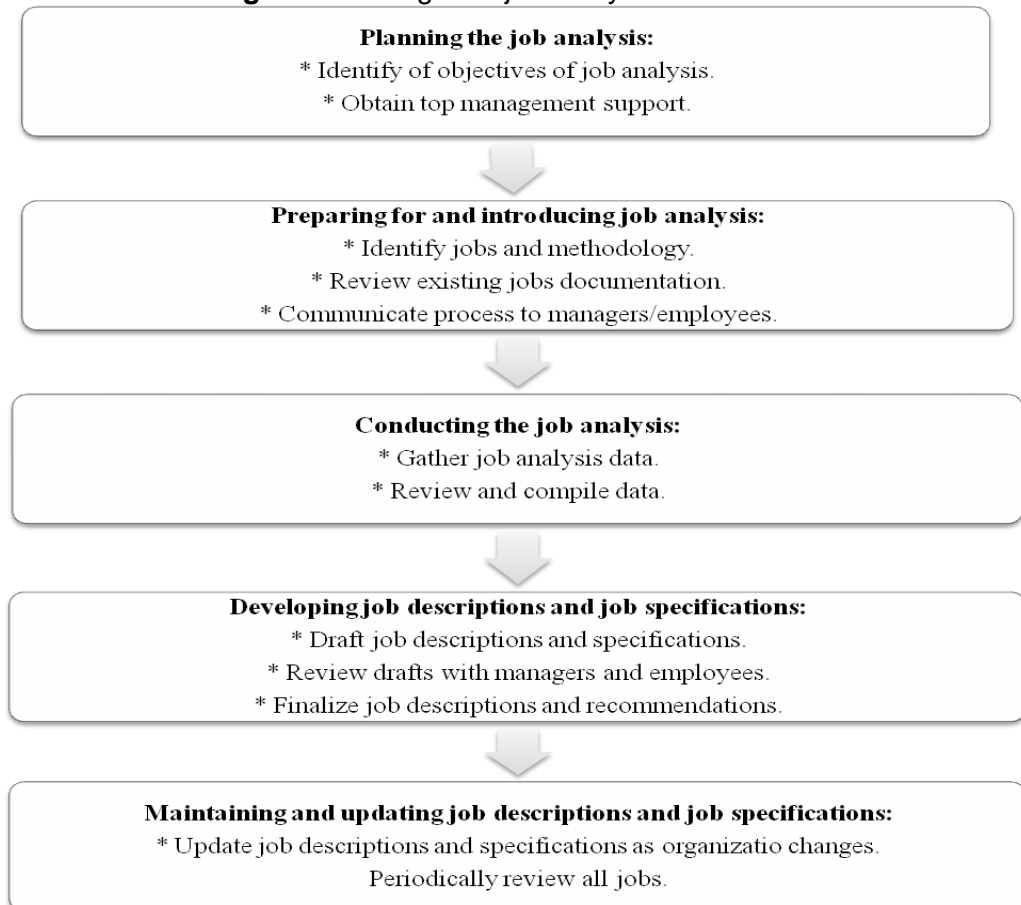 Planning the job analysis:
* Identify of objectives of job analysis.
* Obtain top management support.
Preparing for and introducing job analysis:
* Identify jobs and methodology.
* Review existing jobs documentation.
* Communicate process to managers/employees.
Conducting the job analysis:
* Gather job analysis data.
* Review and compile data.
Developing job descriptions and job specifications:
* Draft job descriptions and specifications.
* Review drafts with managers and employees.
* Finalize job descriptions and recommendations.
Maintaining and updating job descriptions and job specifications:
* Update job descriptions and specifications as organizatio changes.
Periodically review all jobs.